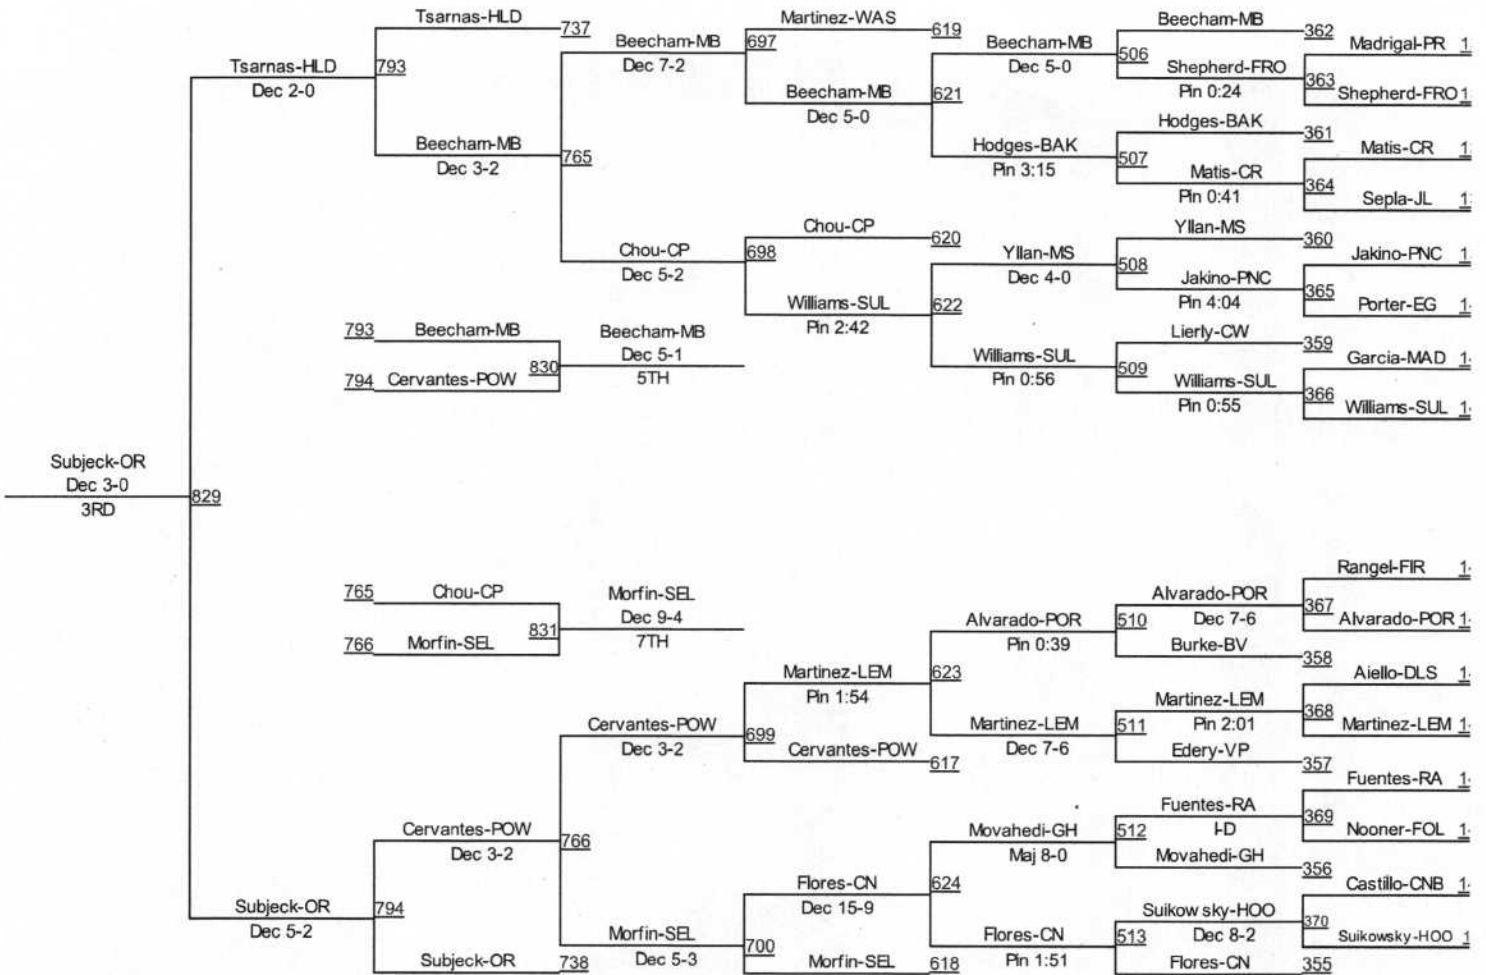 Tsarnas-HLD
737
Martinez-WAS
619
Beecham-MB
362
Madrigal-PR
Beecham-MB
697
Beecham-MB
506
Tsarnas-HLD
793
Dec 7-2
Dec 5-0
Shepherd-FRO
363
Dec 2-0
Pin 0:24
Shepherd-FRO
Beecham-MB
621
Dec 5-0
Hodges-BAK
361
Beecham-MB
765
Hodges-BAK
507
Matis-CR
Dec 3-2
Pin 3:15
Matis-CR
364
Pin 0:41
Sepla-JL
Chou-CP
620
Yllan-MS
360
Chou-CP
698
Yllan-MS
508
Jakino-PNC
Dec 5-2
Dec 4-0
Jakino-PNC
365
Williams-SUL
622
Pin 4:04
Porter-EG
Pin 2:42
793
Beecham-MB
Beecham-MB
Lierly-CW
359
Dec 5-1
Williams-SUL
509
Garcia-MAD
794
Cervantes-POW
830
5TH
Pin 0:56
Williams-SUL
366
Pin 0:55
Williams-SUL
Subjeck-OR
Dec 3-0
829
3RD
Rangel-FIR
765
Chou-CP
Morfin-SEL
Alvarado-POR
367
Dec 9-4
Alvarado-POR
510
Dec 7-6
Alvarado-POR
766
Morfin-SEL
831
7TH
Pin 0:39
Burke-BV
358
Martinez-LEM
623
Aiello-DLS
Pin 1:54
Martinez-LEM
368
Cervantes-POW
699
Martinez-LEM
511
Pin 2:01
Martinez-LEM
Dec 3-2
Cervantes-POW
617
Dec 7-6
Edery-VP
357
Fuentes-RA
Fuentes-RA
369
Cervantes-POW
766
Movahedi-GH
512
I-D
Nooner-FOL
Dec 3-2
Maj 8-0
Movahedi-GH
356
Flores-CN
624
Castillo-CNB
Dec 15-9
Subjeck-OR
794
Suikowsky-HOO
370
Dec 5-2
Morfin-SEL
700
Flores-CN
513
Dec 8-2
Suikowsky-HOO
Dec 5-3
Pin 1:51
Subjeck-OR
738
Morfin-SEL
618
Flores-CN
355